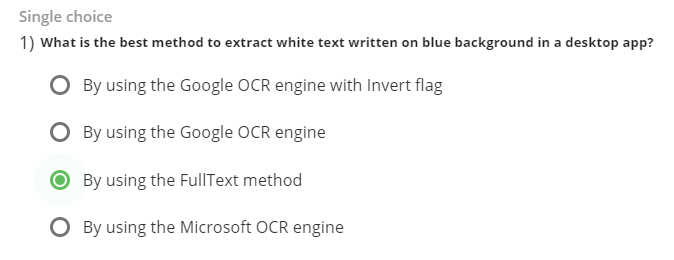 Single choice
1) What is the best method to extract white text written on blue background in a desktop app?
By using the Google OCR engine with Invert flag
By using the Google OCR engine
By using the FullText method
By using the Microsoft OCR engine